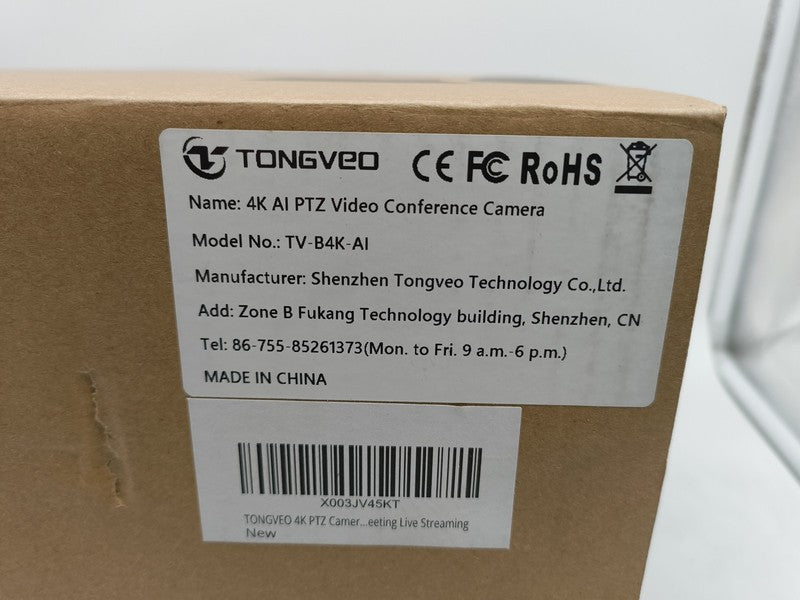 TONGVEO CE FC RoHS
Name: 4K AI PTZ Video Conference Camera
Model No.: TV-B4K-AI
Manufacturer: Shenzhen Tongveo Technology Co.,Ltd.
Add: Zone B Fukang Technology building, Shenzhen, CN
Tel: 86-755-85261373(Mon. to Fri. 9 a.m.-6 p.m.)
MADE IN CHINA
X003JV45KT
TONGVEO 4K PTZ Camer...eeting Live Streaming
New